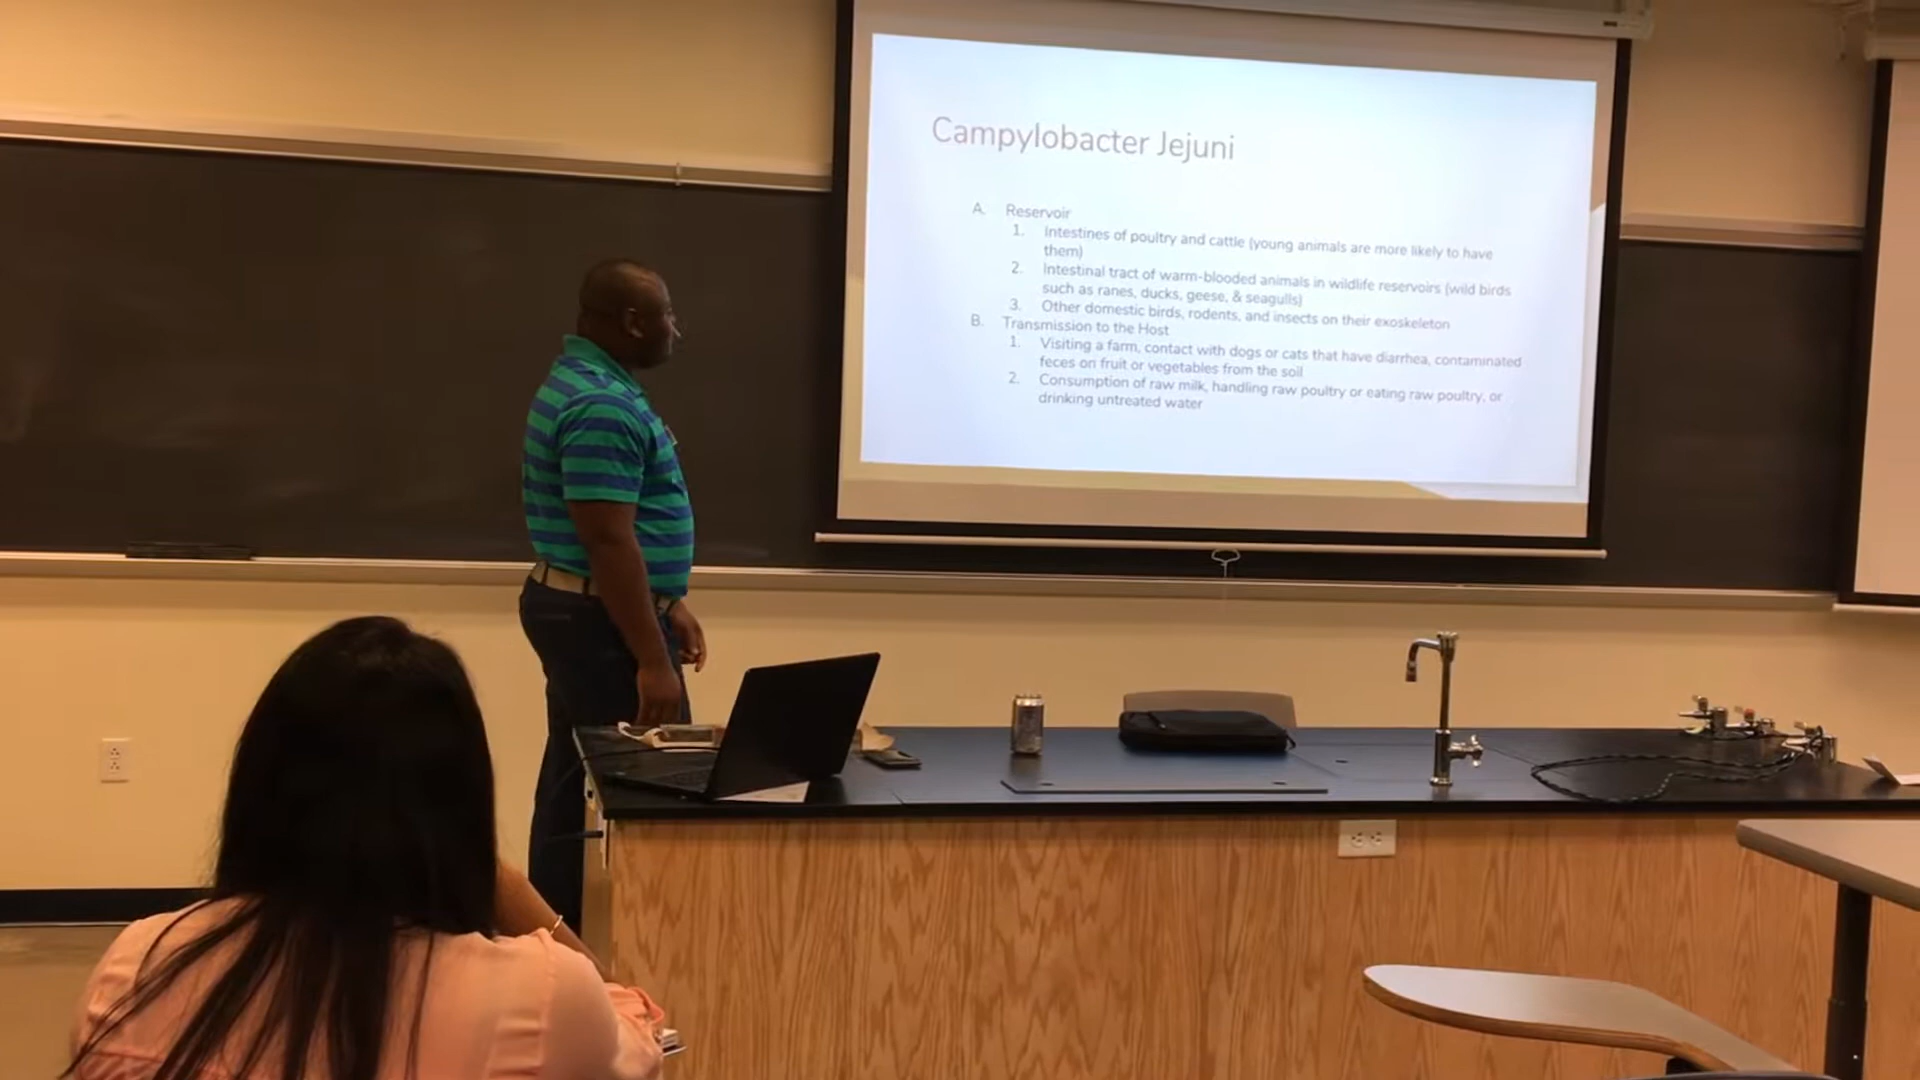 Campylobacter Jejuni
A. Reservoir
1. Intestines of poultry and cattle (young animals are more likely to have
them)
2. Intestinal tract of warm-blooded animals in wildlife reservoirs (wild birds
such as ranes, ducks, geese, & seagulls)
3. Other domestic birds, rodents, and insects on their exoskeleton
B. Transmission to the Host
1. Visiting a farm, contact with dogs or cats that have diarrhea, contaminated
feces on fruit or vegetables from the soil
2. Consumption of raw milk, handling raw poultry or eating raw poultry, or
drinking untreated water